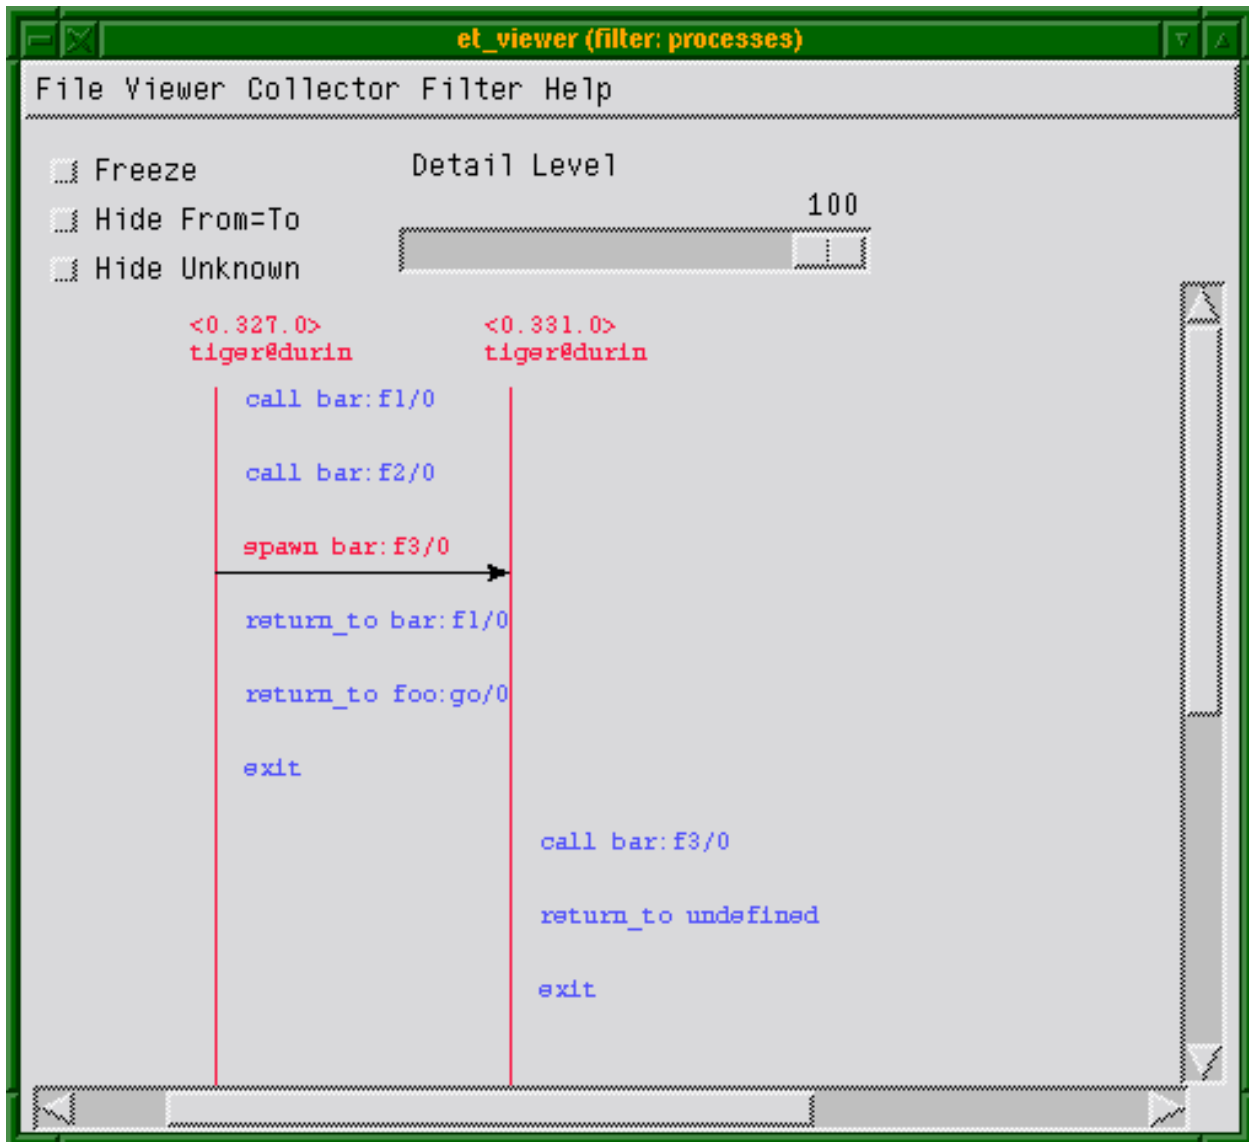 et_viewer (filter: processes)
File Viewer Collector Filter Help
Freeze
Detail Level
Hide From=To
100
Hide Unknown
<0.327.0>
tiger@durin
<0.331.0>
tiger@durin
call bar:f1/0
call bar:f2/0
spawn bar:f3/0
return_to bar:f1/0
return_to foo:go/0
exit
call bar:f3/0
return_to undefined
exit